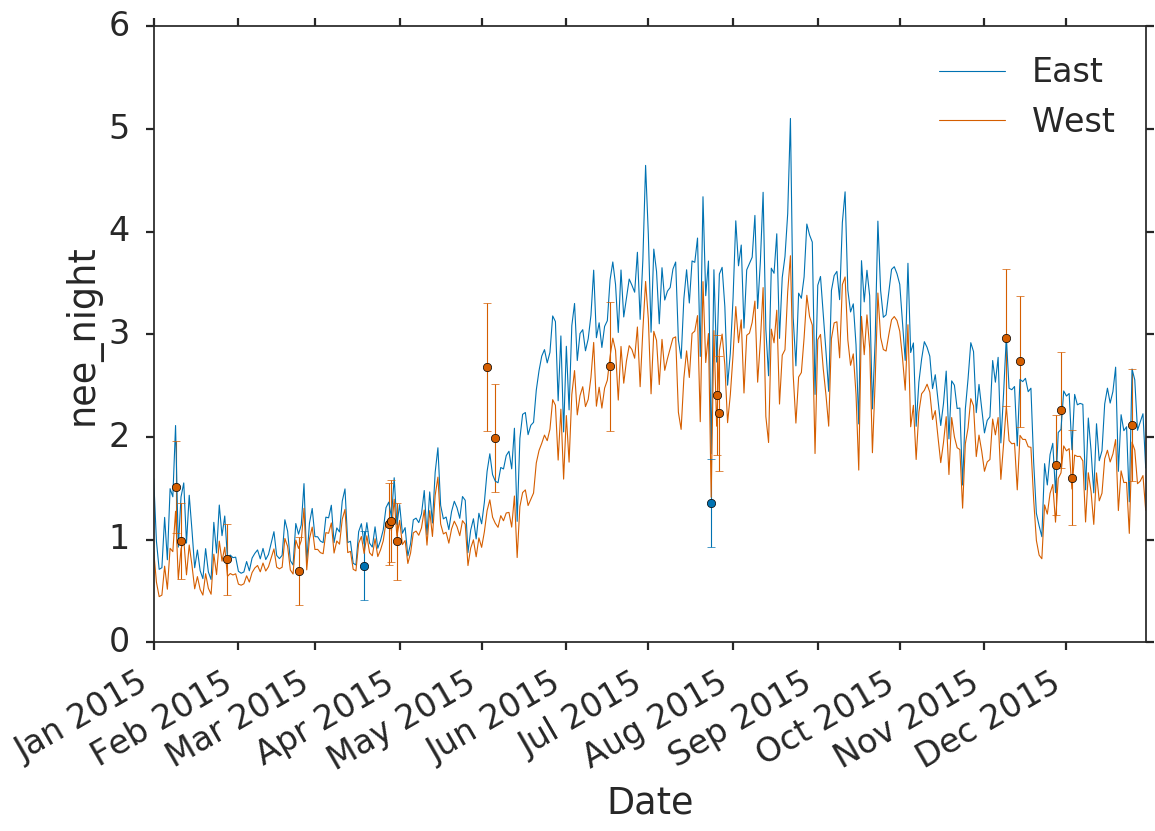 6
5
4
3
2
1
0
nee_night
East
West
Jan 2015
Feb 2015
Mar 2015
Apr 2015
May 2015
Jun 2015
Jul 2015
Aug 2015
Sep 2015
Oct 2015
Nov 2015
Dec 2015
Date